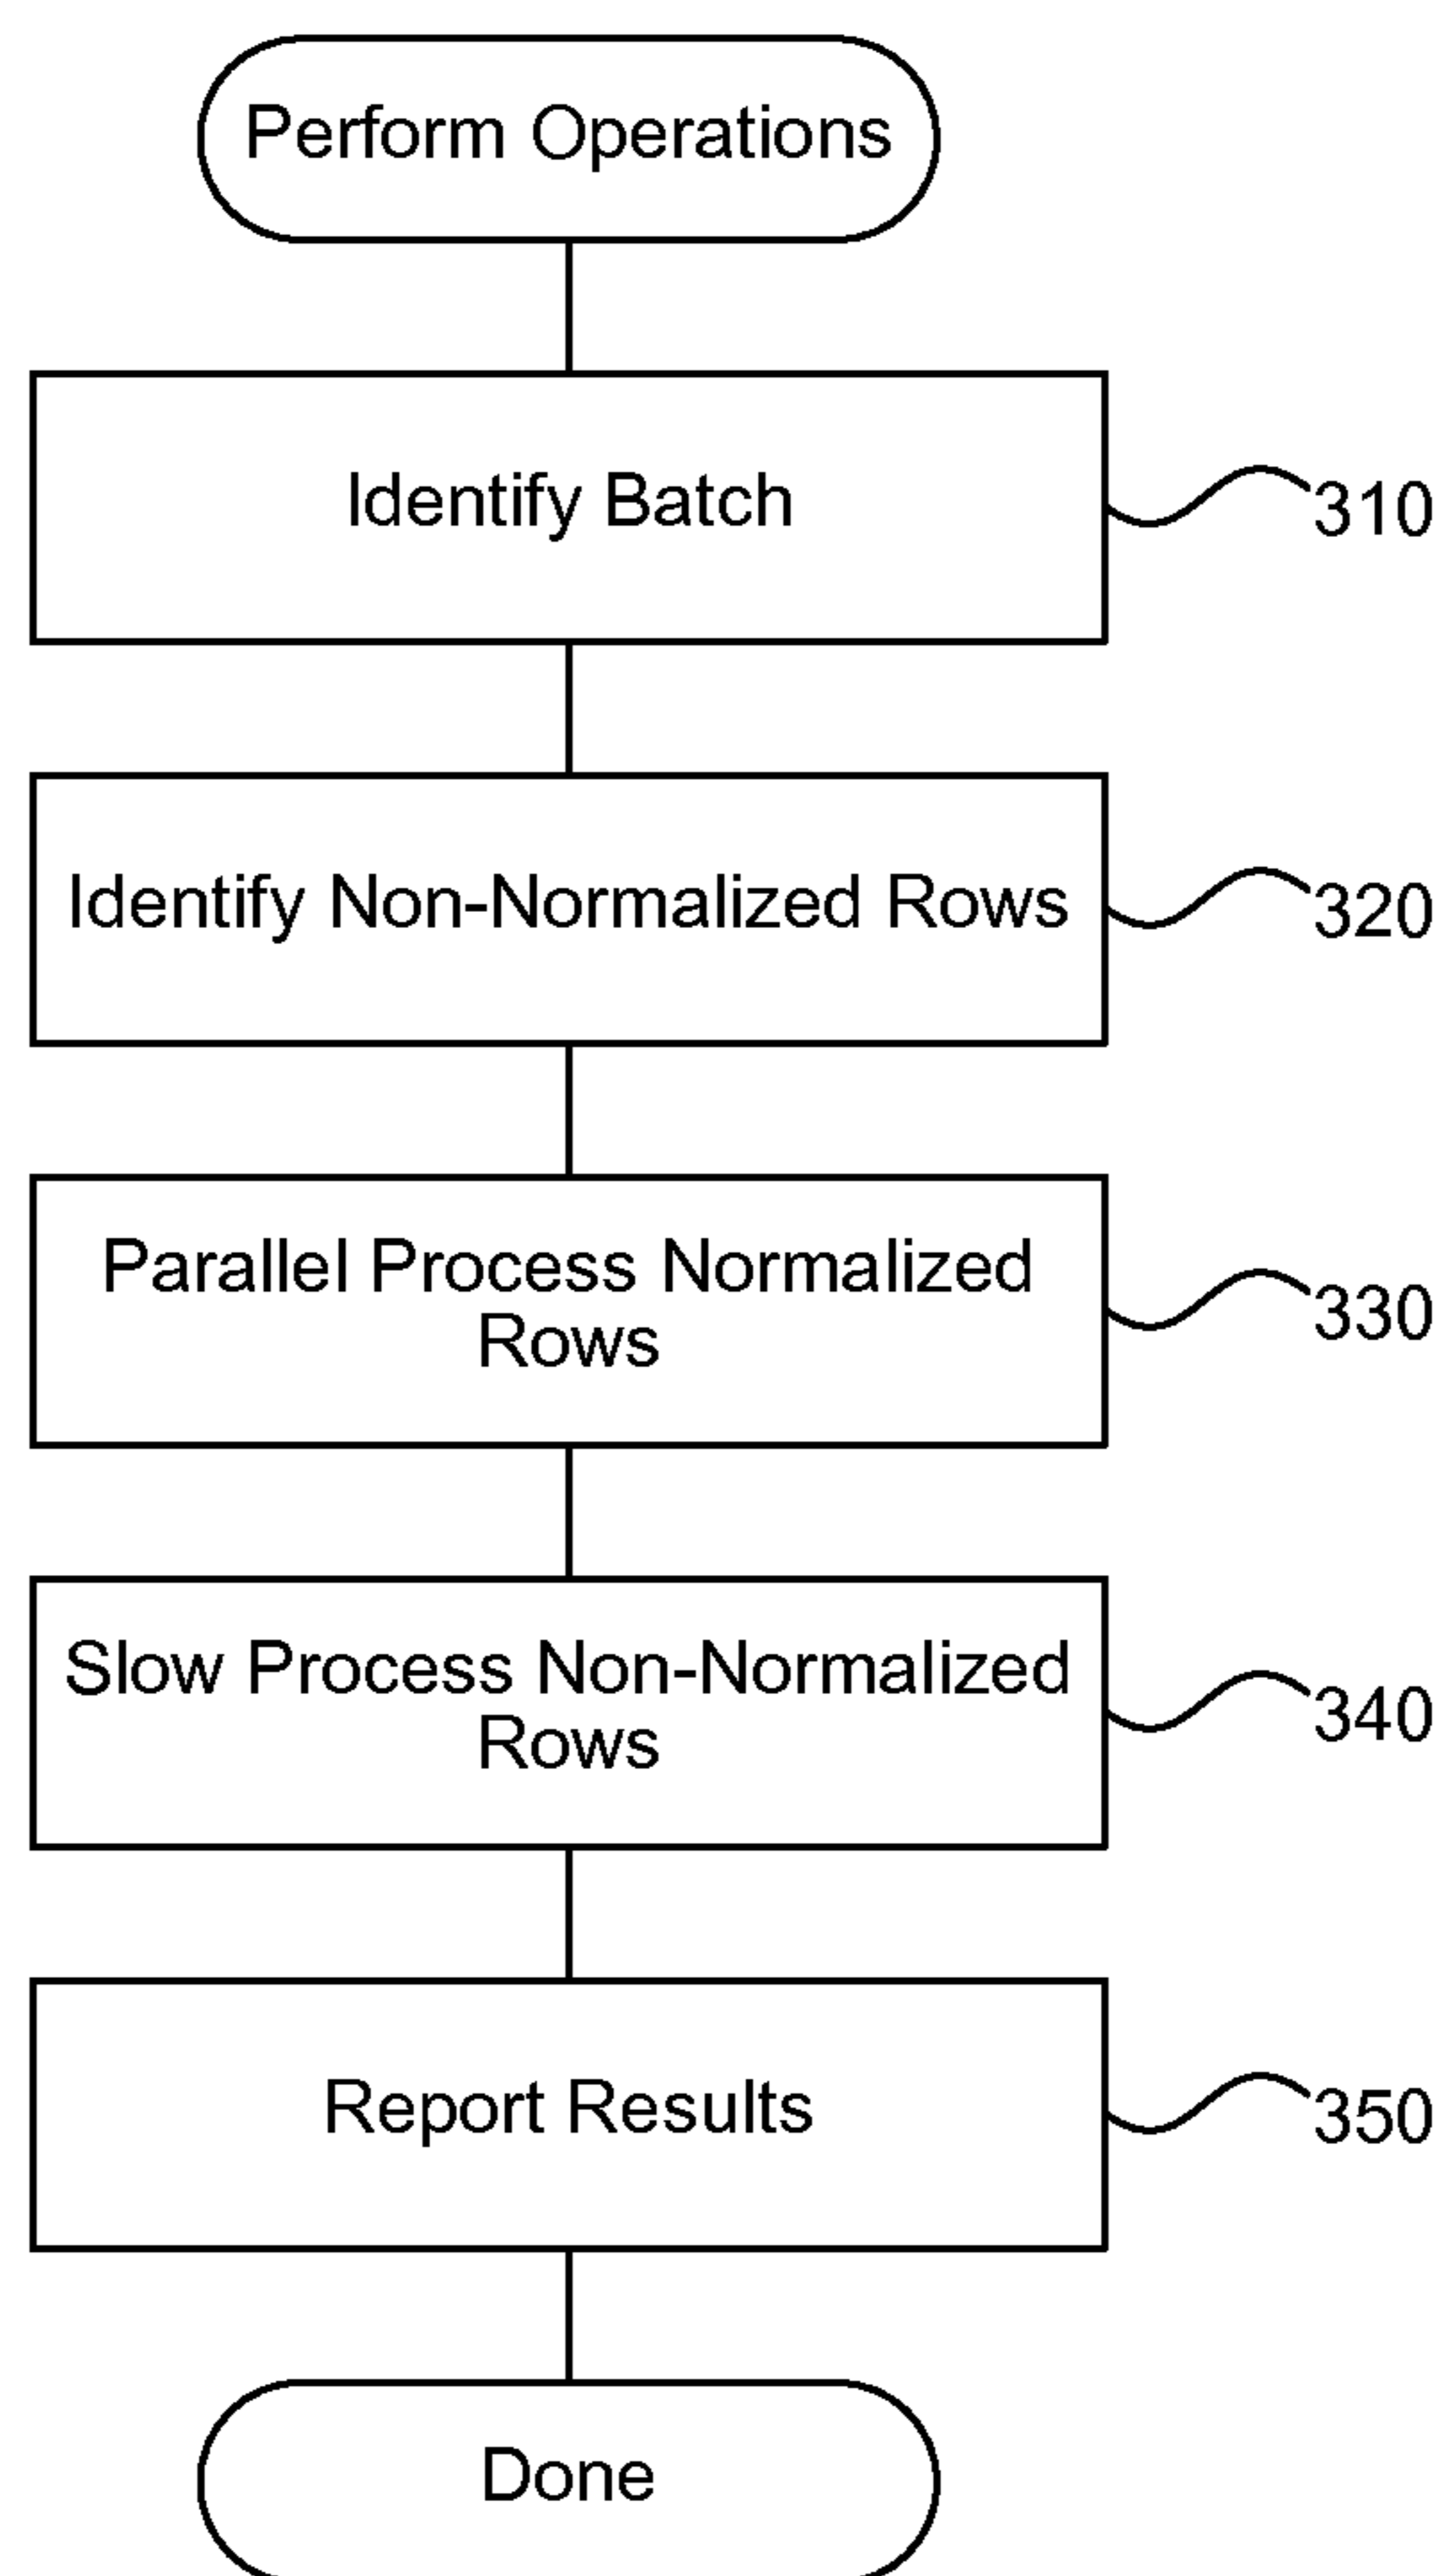 Perform Operations
Identify Batch
310
Identify Non-Normalized Rows
320
Parallel Process Normalized
Rows
330
Slow Process Non-Normalized
Rows
340
Report Results
350
Done